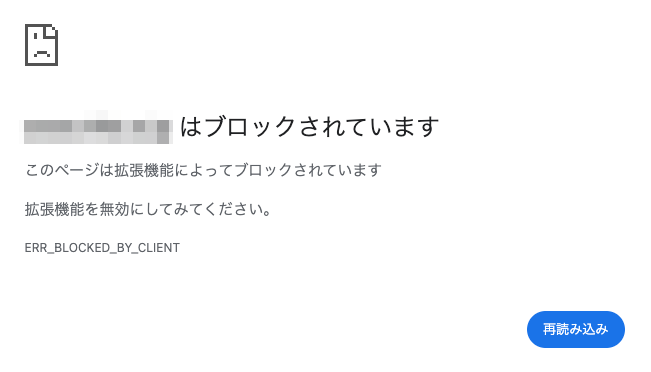 はブロックされています
このページは拡張機能によってブロックされています
拡張機能を無効にしてみてください。
ERR_BLOCKED_BY_CLIENT
再読み込み